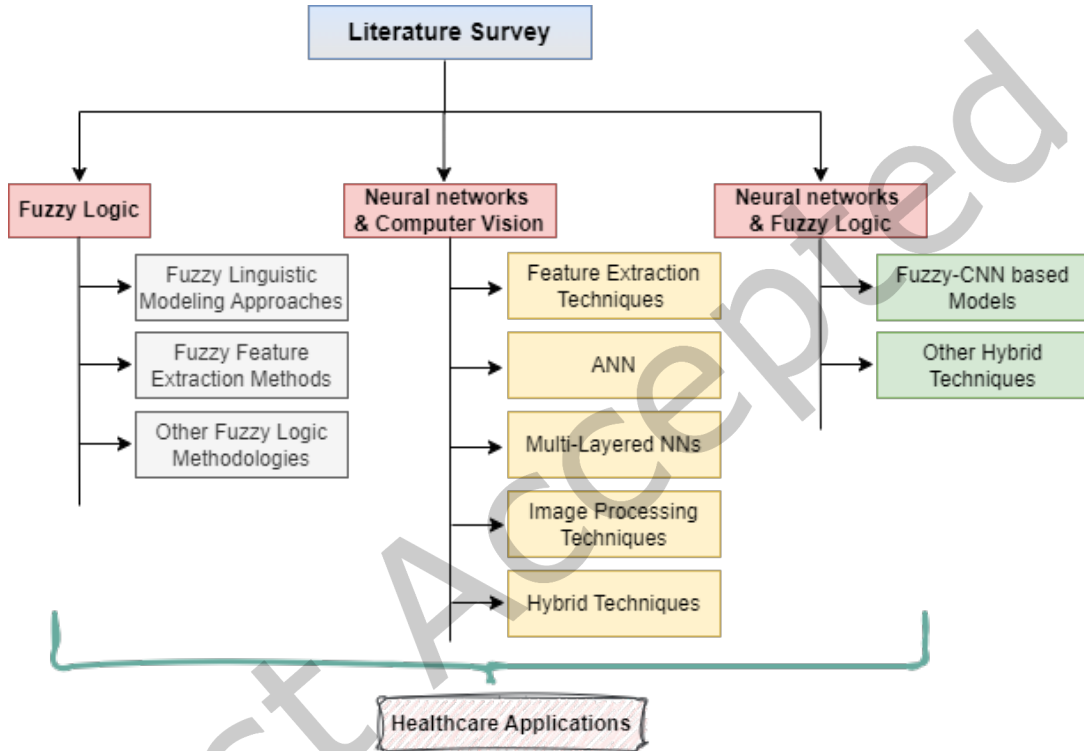 Literature Survey
Fuzzy Logic
Fuzzy Linguistic
Modeling Approaches
Fuzzy Feature
Extraction Methods
Other Fuzzy Logic
Methodologies
Neural networks
& Computer Vision
Feature Extraction
Techniques
ANN
Multi-Layered NNs
Image Processing
Techniques
Hybrid Techniques
Neural networks
& Fuzzy Logic
Fuzzy-CNN based
Models
Other Hybrid
Techniques
Healthcare Applications
st Accepted